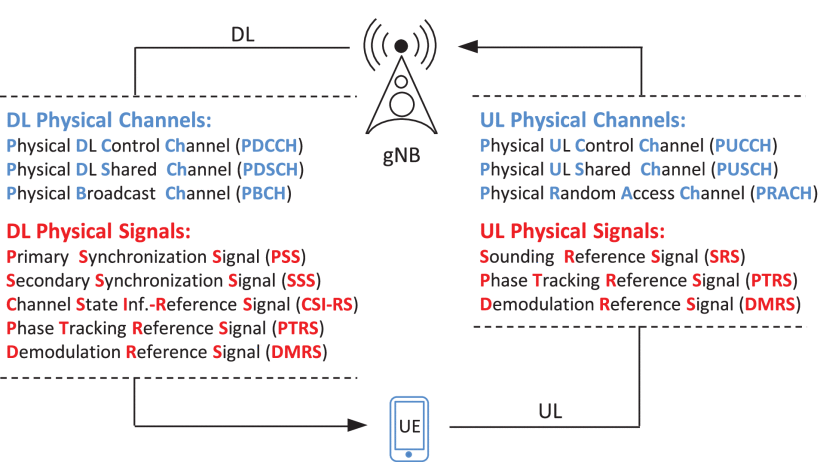 DL
gNB
DL Physical Channels:
Physical DL Control Channel (PDCCH)
Physical DL Shared Channel (PDSCH)
Physical Broadcast Channel (PBCH)
DL Physical Signals:
Primary Synchronization Signal (PSS)
Secondary Synchronization Signal (SSS)
Channel State Inf.-Reference Signal (CSI-RS)
Phase Tracking Reference Signal (PTRS)
Demodulation Reference Signal (DMRS)
UL Physical Channels:
Physical UL Control Channel (PUCCH)
Physical UL Shared Channel (PUSCH)
Physical Random Access Channel (PRACH)
UL Physical Signals:
Sounding Reference Signal (SRS)
Phase Tracking Reference Signal (PTRS)
Demodulation Reference Signal (DMRS)
UE
UL